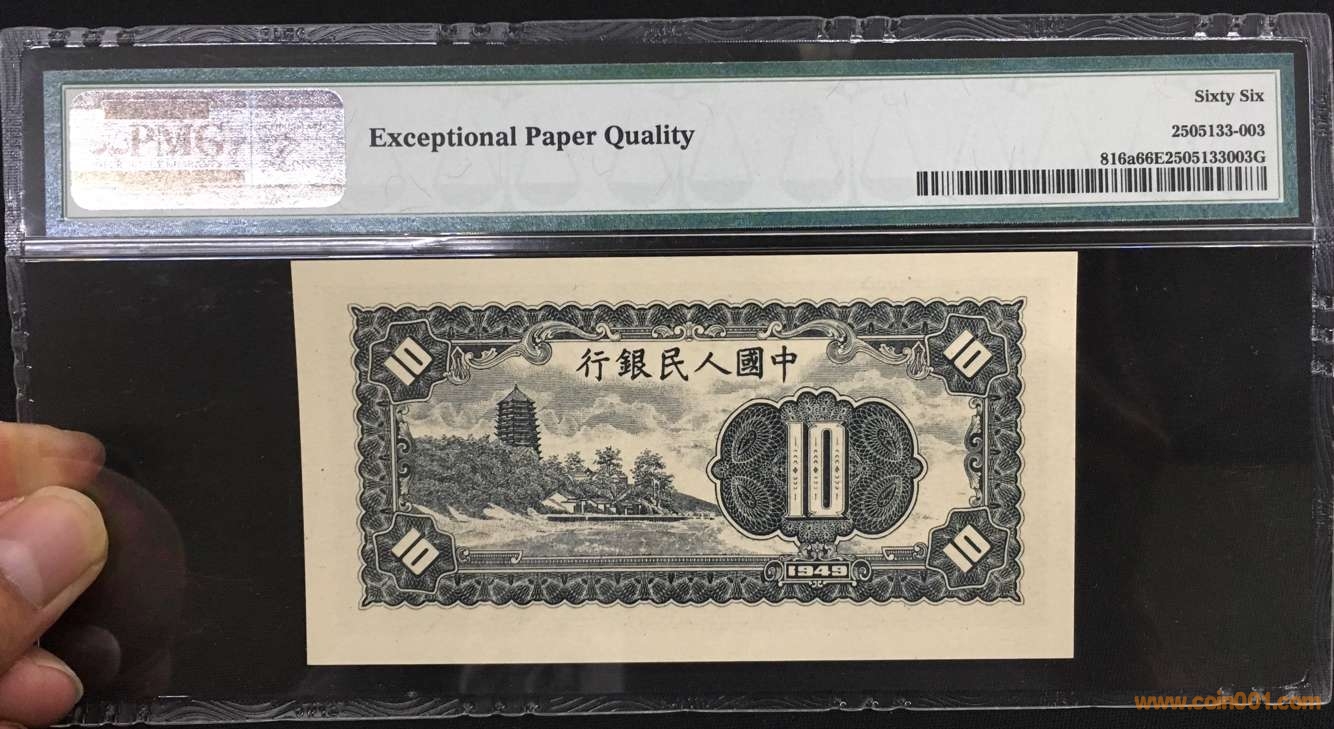 PMG
Exceptional Paper Quality
Sixty Six
2505133-003
816a66E2505133003G
行銀民人國中
10
10
10
10
10
1949
www.coin001.com